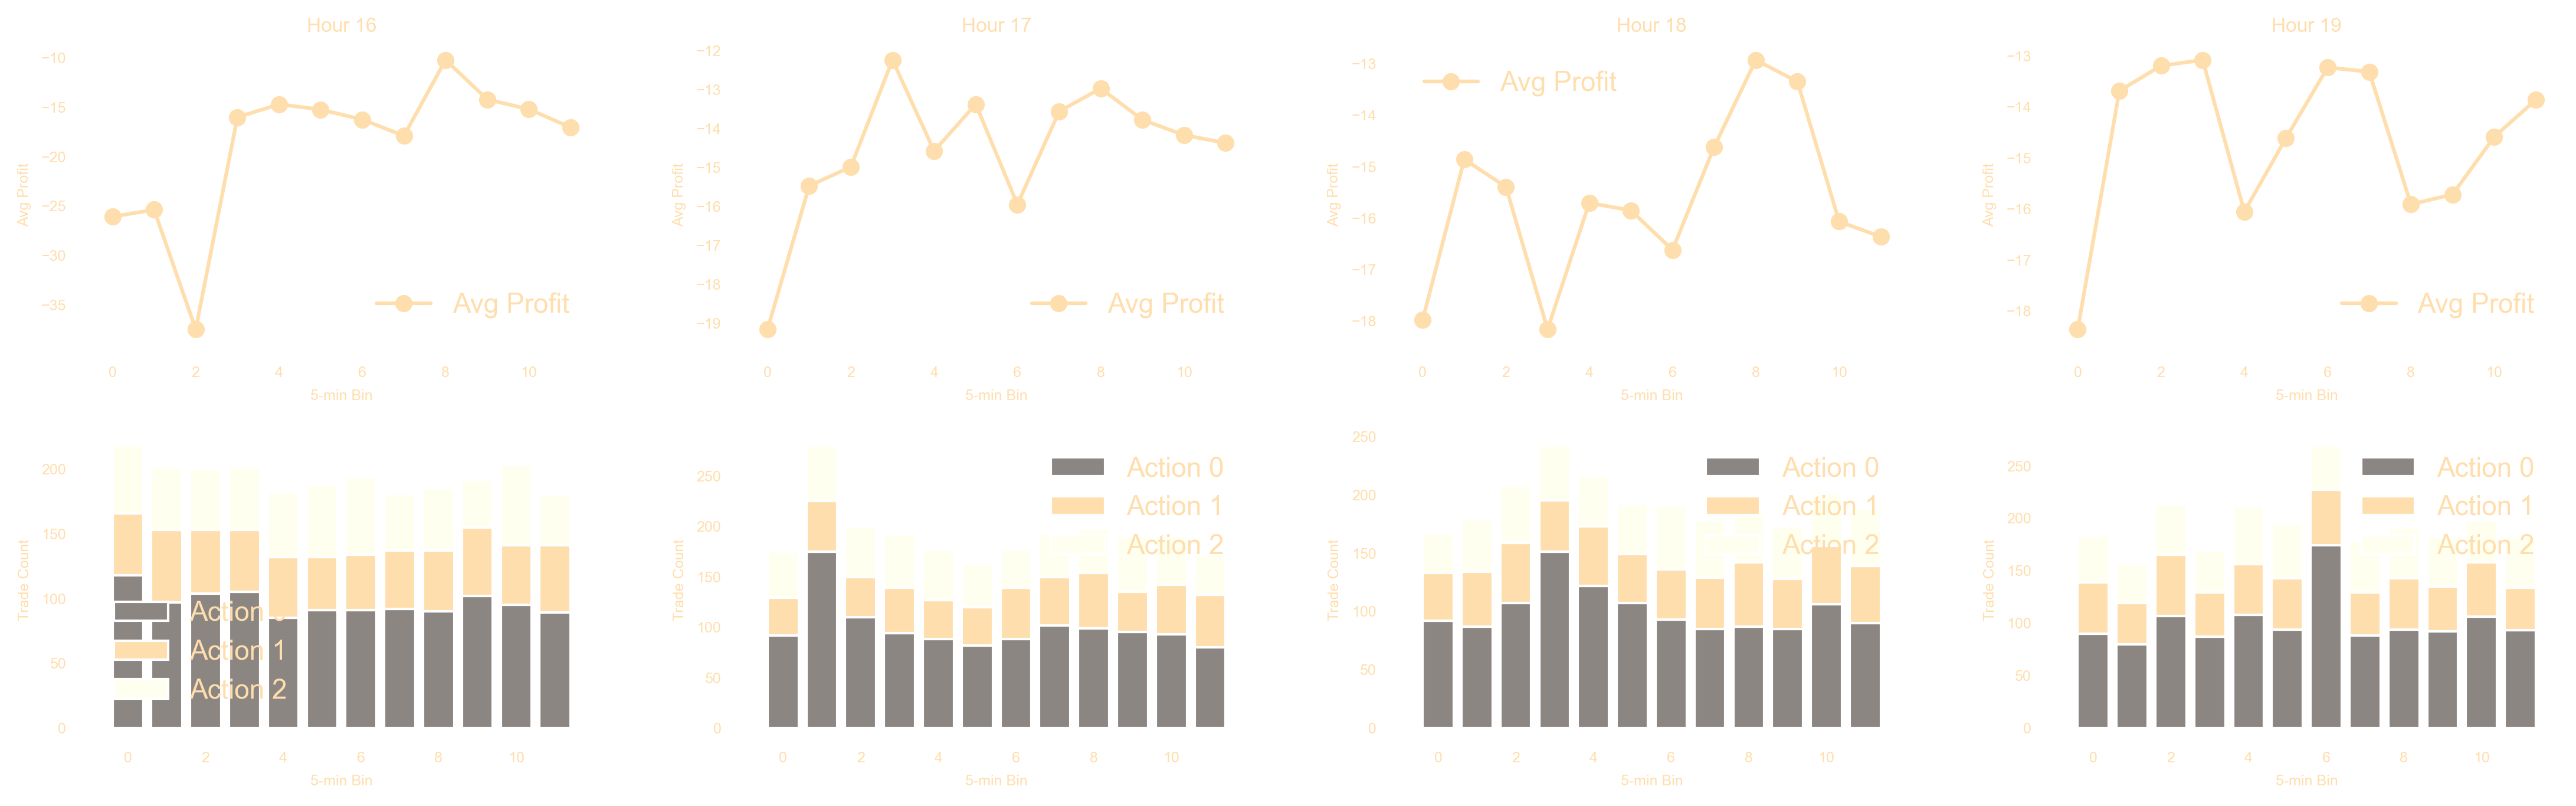 Hour 16
Avg Profit
−10
−15
−20
−25
−30
−35
Avg Profit
0 2 4 6 8 10
5-min Bin
Hour 17
Avg Profit
−12
−13
−14
−15
−16
−17
−18
−19
Avg Profit
0 2 4 6 8 10
5-min Bin
Hour 18
Avg Profit
−13
−14
−15
−16
−17
−18
Avg Profit
0 2 4 6 8 10
5-min Bin
Hour 19
Avg Profit
−13
−14
−15
−16
−17
−18
Avg Profit
0 2 4 6 8 10
5-min Bin
Trade Count
200
150
100
50
0
Action 0
Action 1
Action 2
0 2 4 6 8 10
5-min Bin
Trade Count
250
200
150
100
50
0
Action 0
Action 1
Action 2
0 2 4 6 8 10
5-min Bin
Trade Count
250
200
150
100
50
0
Action 0
Action 1
Action 2
0 2 4 6 8 10
5-min Bin
Trade Count
250
200
150
100
50
0
Action 0
Action 1
Action 2
0 2 4 6 8 10
5-min Bin